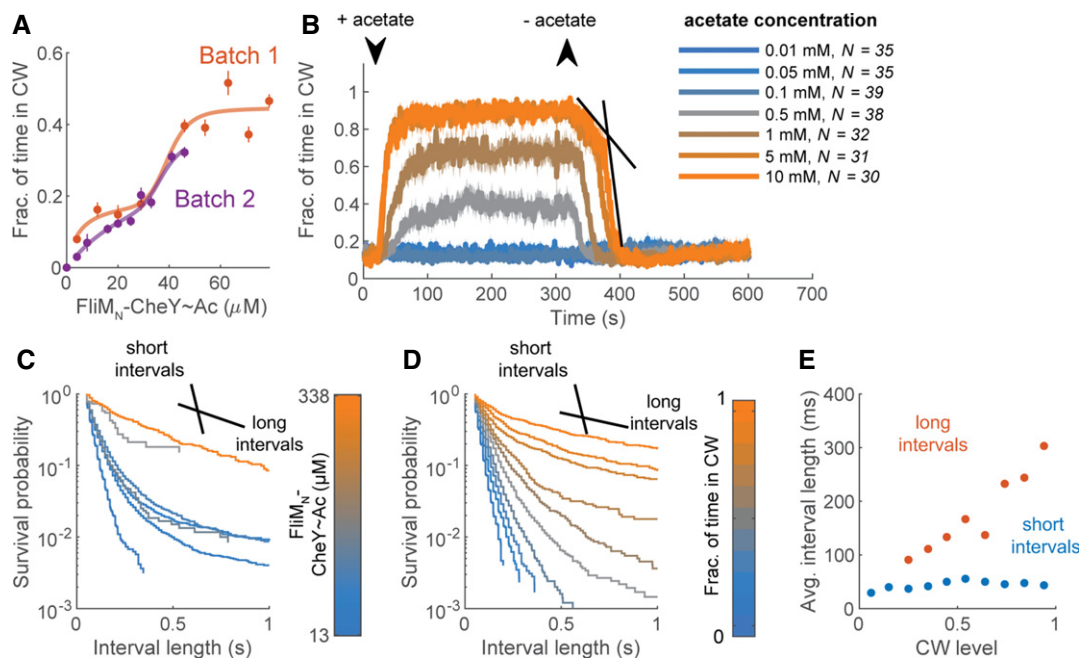 A
Frac. of time in CW
0.6
0.4
0.2
0
Batch 1
Batch 2
0 20 40 60
FliM_N-CheY~Ac (μM)
B
+ acetate
- acetate
Frac. of time in CW
1
0.8
0.6
0.4
0.2
0
0 100 200 300 400 500 600 700
Time (s)
acetate concentration
0.01 mM, N = 35
0.05 mM, N = 35
0.1 mM, N = 39
0.5 mM, N = 38
1 mM, N = 32
5 mM, N = 31
10 mM, N = 30
C
short
intervals
long
intervals
Survival probability
10^0
10^-1
10^-2
10^-3
0 0.5 1
Interval length (s)
338
13
FliM_N-
CheY~Ac (μM)
D
short
intervals
long
intervals
Survival probability
10^0
10^-1
10^-2
10^-3
0 0.5 1
Interval length (s)
1
0
Frac. of time in CW
E
Avg. interval length (ms)
400
300
200
100
0
long
intervals
short
intervals
0 0.5 1
CW level